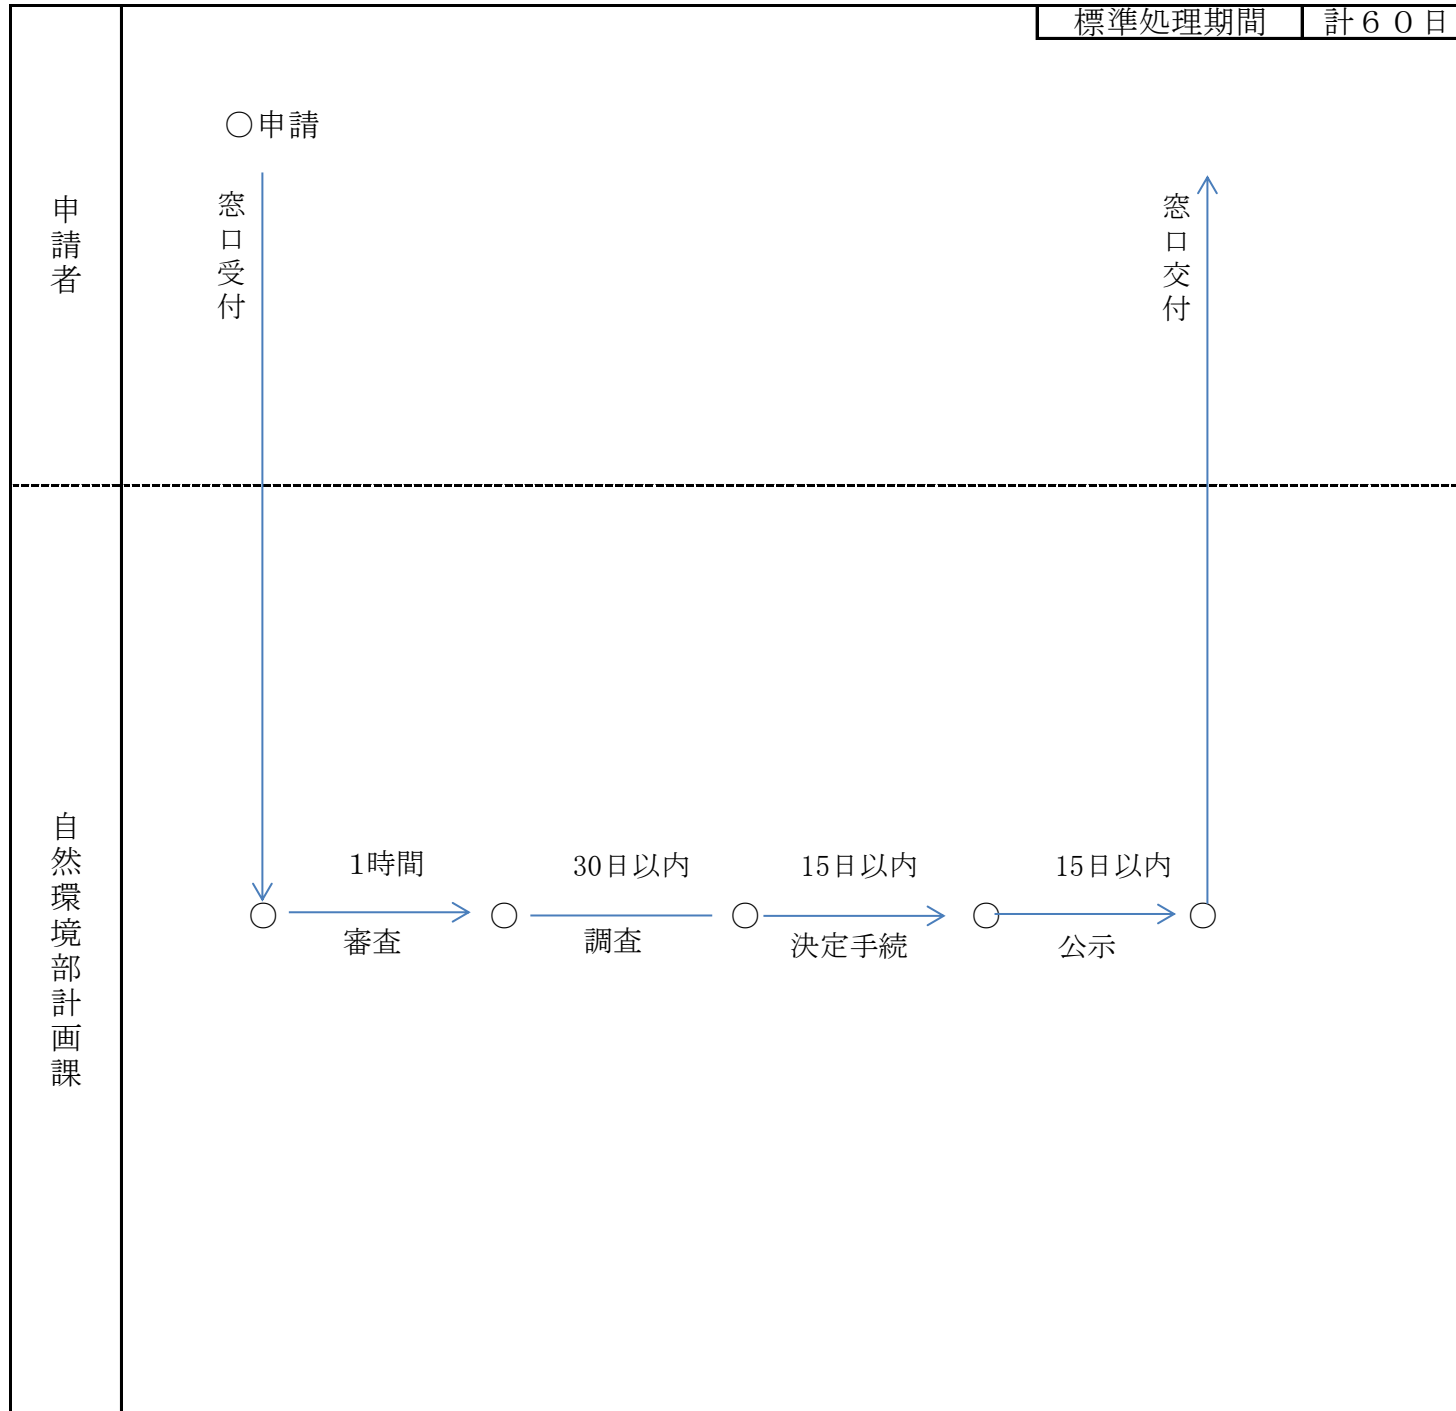 標準処理期間 計６０日
○申請
申請者
窓口受付
窓口交付
自然環境部計画課
1時間
30日以内
15日以内
15日以内
審査
調査
決定手続
公示